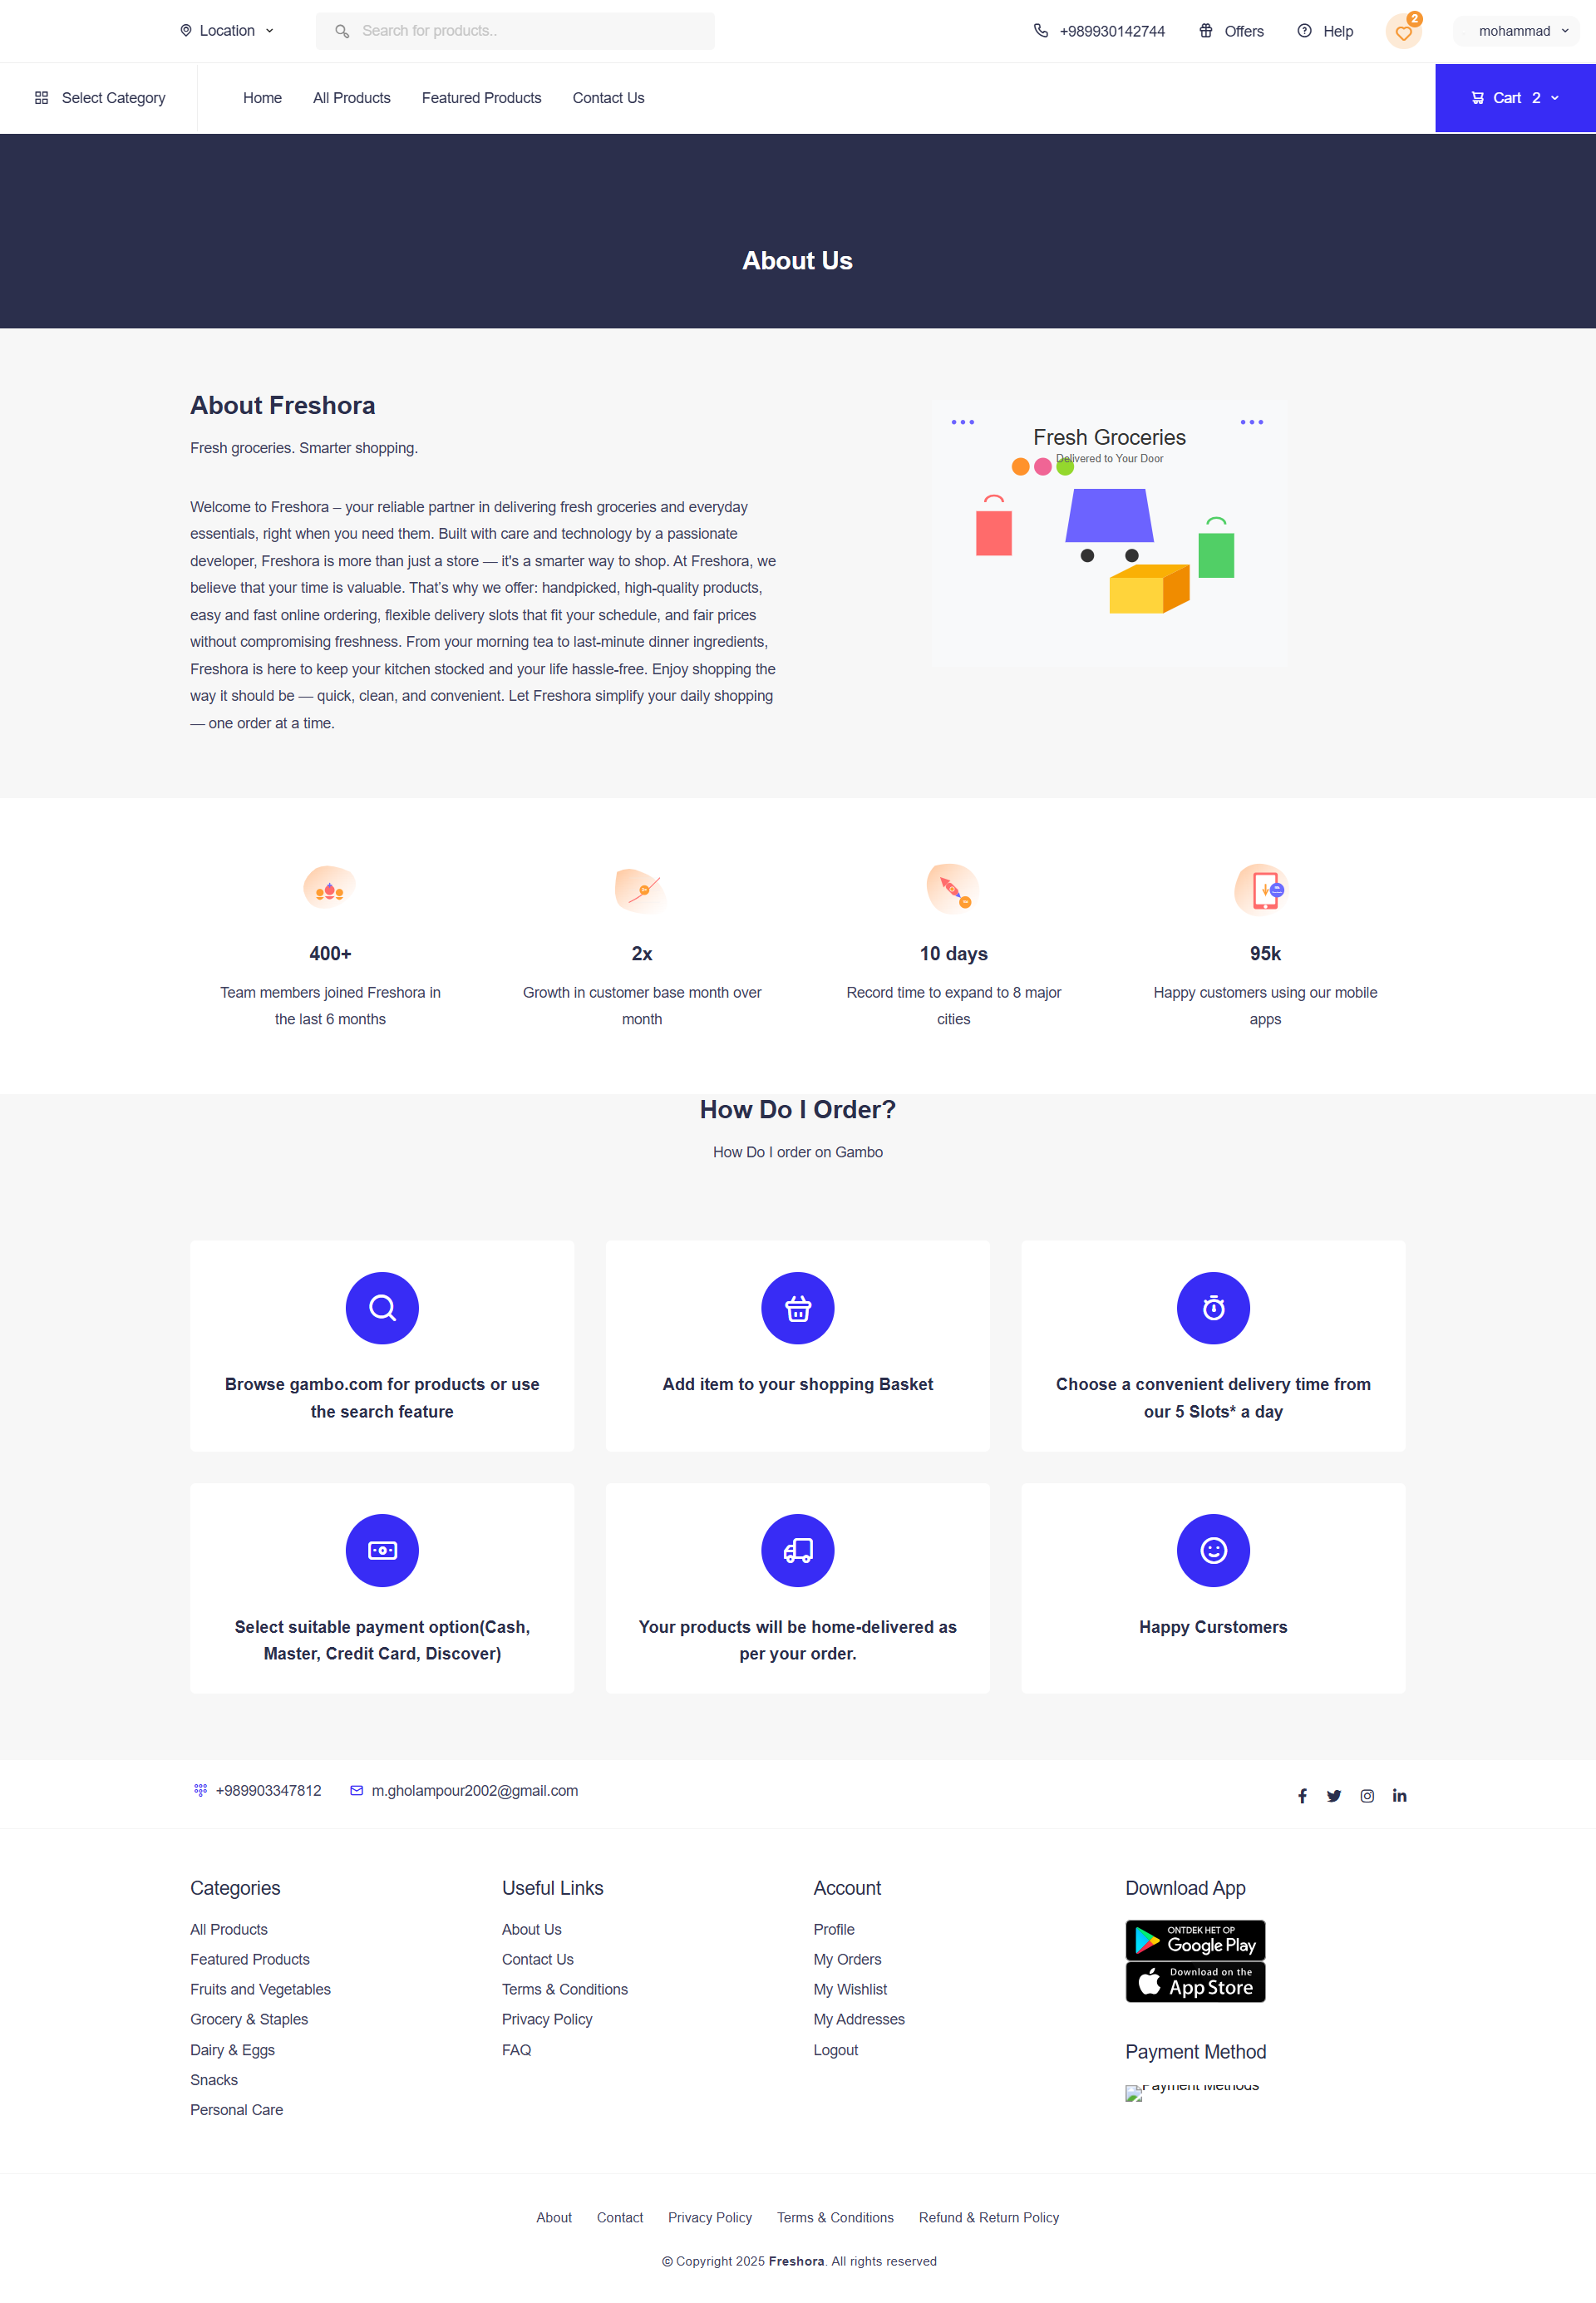 Location
Search for products..
+989930142744
Offers
Help
2
mohammad
Select Category
Home
All Products
Featured Products
Contact Us
Cart 2
About Us
About Freshora
Fresh groceries. Smarter shopping.
Welcome to Freshora – your reliable partner in delivering fresh groceries and everyday
essentials, right when you need them. Built with care and technology by a passionate
developer, Freshora is more than just a store — it's a smarter way to shop. At Freshora, we
believe that your time is valuable. That’s why we offer: handpicked, high-quality products,
easy and fast online ordering, flexible delivery slots that fit your schedule, and fair prices
without compromising freshness. From your morning tea to last-minute dinner ingredients,
Freshora is here to keep your kitchen stocked and your life hassle-free. Enjoy shopping the
way it should be — quick, clean, and convenient. Let Freshora simplify your daily shopping
— one order at a time.
Fresh Groceries
Delivered to Your Door
400+
Team members joined Freshora in
the last 6 months
2x
Growth in customer base month over
month
10 days
Record time to expand to 8 major
cities
95k
Happy customers using our mobile
apps
How Do I Order?
How Do I order on Gambo
Browse gambo.com for products or use
the search feature
Add item to your shopping Basket
Choose a convenient delivery time from
our 5 Slots* a day
Select suitable payment option(Cash,
Master, Credit Card, Discover)
Your products will be home-delivered as
per your order.
Happy Curstomers
+989903347812
m.gholampour2002@gmail.com
Categories
All Products
Featured Products
Fruits and Vegetables
Grocery & Staples
Dairy & Eggs
Snacks
Personal Care
Useful Links
About Us
Contact Us
Terms & Conditions
Privacy Policy
FAQ
Account
Profile
My Orders
My Wishlist
My Addresses
Logout
Download App
ONTDEK HET OP
Google Play
Download on the
App Store
Payment Method
Payment Methods
About
Contact
Privacy Policy
Terms & Conditions
Refund & Return Policy
© Copyright 2025 Freshora. All rights reserved